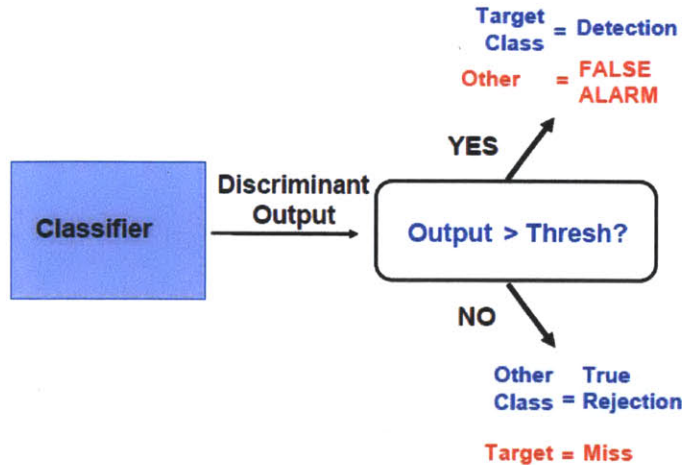 Target
Class = Detection
Other = FALSE
ALARM
YES
Discriminant
Output
Classifier
Output > Thresh?
NO
Other True
Class = Rejection
Target = Miss